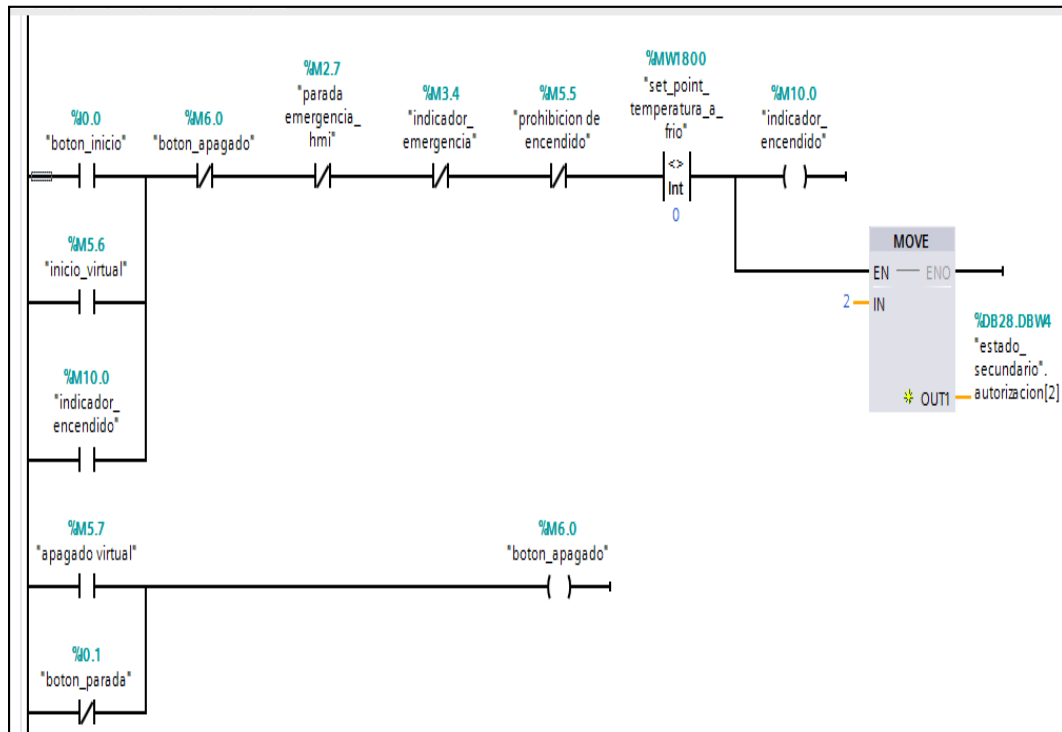 %I0.0
"boton_inicio"
%M6.0
"boton_apagado"
%M2.7
"parada
emergencia_
hmi"
%M3.4
"indicador_
emergencia"
%M5.5
"prohibicion de
encendido"
%MW1800
"set_point_
temperatura_a_
frio"
<>
Int
0
%M10.0
"indicador_
encendido"
%M5.6
"inicio_virtual"
MOVE
EN
ENO
2
IN
%DB28.DBW4
"estado_
secundario".
autorizacion[2]
OUT1
%M10.0
"indicador_
encendido"
%M5.7
"apagado virtual"
%M6.0
"boton_apagado"
%I0.1
"boton_parada"